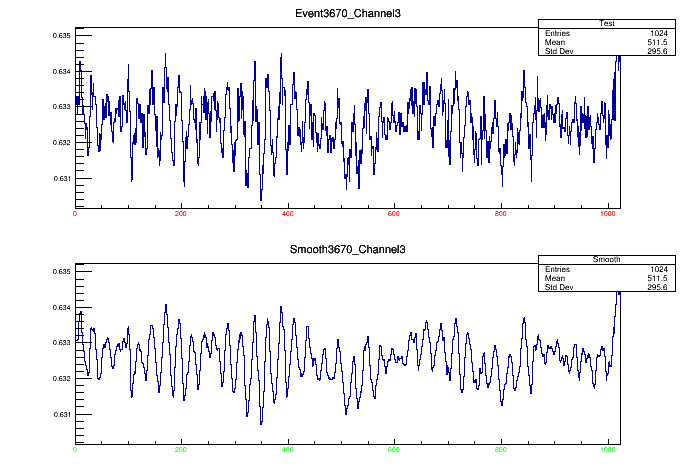 Event3670_Channel3
Test
Entries 1024
Mean 511.5
Std Dev 295.6
0.635
0.634
0.633
0.632
0.631
0 200 400 600 800 1000
Smooth3670_Channel3
Smooth
Entries 1024
Mean 511.5
Std Dev 295.6
0.635
0.634
0.633
0.632
0.631
0 200 400 600 800 1000